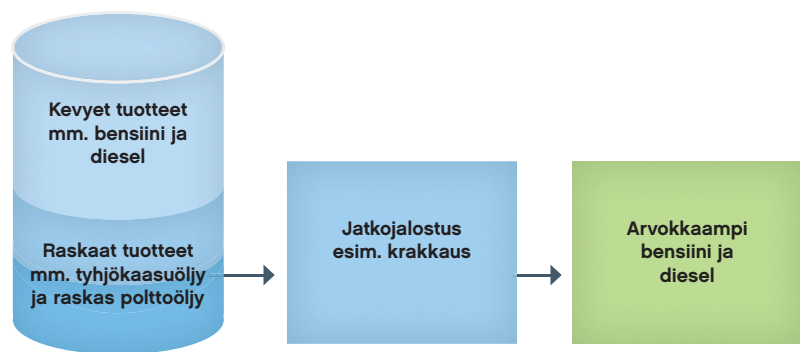 Kevyet tuotteet
mm. bensiini ja
diesel
Raskaat tuotteet
mm. tyhjökaasuöljy
ja raskas polttoöljy
Jatkojalostus
esim. krakkaus
Arvokkaampi
bensiini ja
diesel